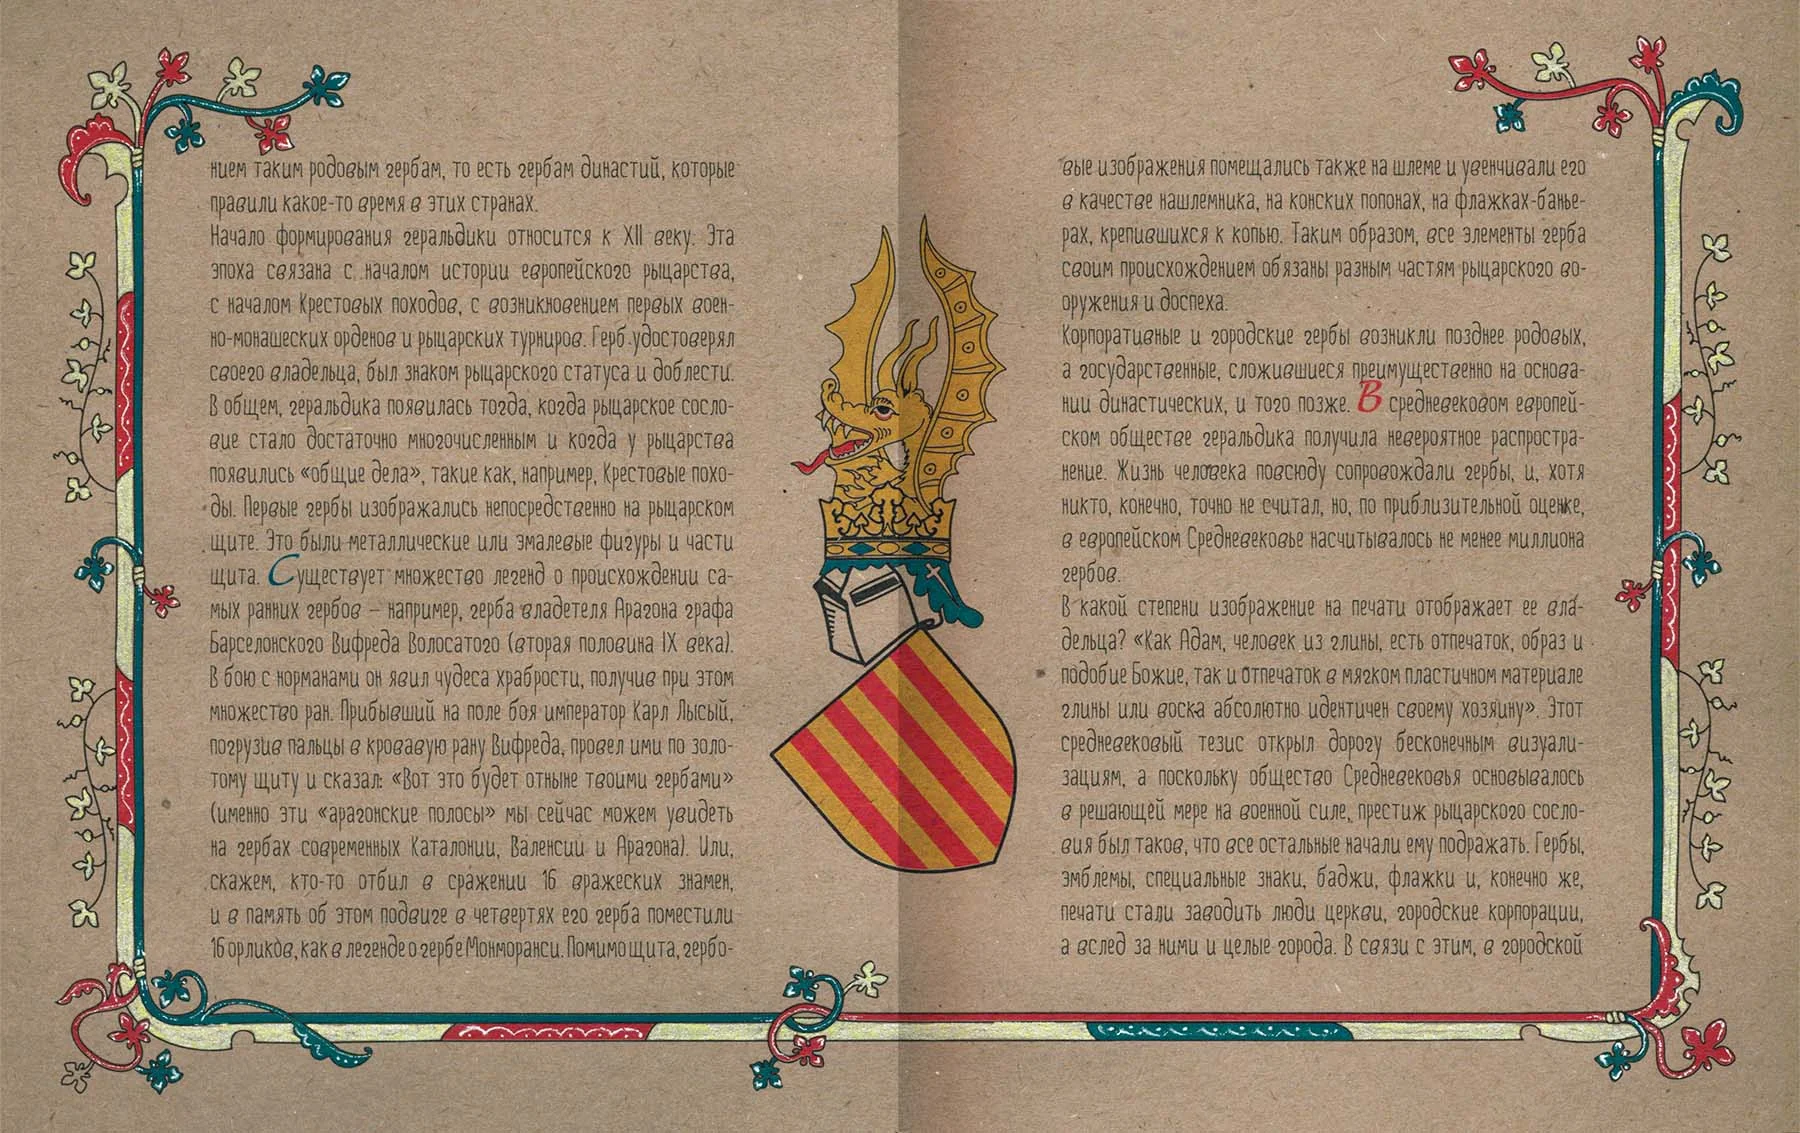 нием таким родовым гербам, то есть гербам династий, которые
правили какое-то время в этих странах.
Начало формирования геральдики относится к XII веку. Эта
эпоха связана с началом истории европейского рыцарства,
с началом Крестовых походов, с возникновением первых воен-
но-монашеских орденов и рыцарских турниров. Герб удостоверял
своего владельца, был знаком рыцарского статуса и доблести.
В общем, геральдика появилась тогда, когда рыцарское сосло-
вие стало достаточно многочисленным и когда у рыцарства
появились «общие дела», такие как, например, Крестовые похо-
ды. Первые гербы изображались непосредственно на рыцарском
щите. Это были металлические или эмалевые фигуры и части
щита. Существует множество легенд о происхождении са-
мых ранних гербов – например, герба владетеля Арагона графа
Барселонского Вифреда Волосатого (вторая половина IX века).
В бою с норманами он явил чудеса храбрости, получив при этом
множество ран. Прибывший на поле боя император Карл Лысый,
погрузив пальцы в кровавую рану Вифреда, провел ими по золо-
тому щиту и сказал: «Вот это будет отныне твоими гербами»
(именно эти «арагонские полосы» мы сейчас можем увидеть
на гербах современных Каталонии, Валенсии и Арагона). Или,
скажем, кто-то отбил в сражении 16 вражеских знамен,
и в память об этом подвиге в четвертях его герба поместили
16 орликов, как в легенде о гербе Монморанси. Помимо щита, гербо-
вые изображения помещались также на шлеме и увенчивали его
в качестве нашлемника, на конских попонах, на флажках-банье-
рах, крепившихся к копью. Таким образом, все элементы герба
своим происхождением обязаны разным частям рыцарского во-
оружения и доспеха.
Корпоративные и городские гербы возникли позднее родовых,
а государственные, сложившиеся преимущественно на основа-
нии династических, и того позже. В средневековом европей-
ском обществе геральдика получила невероятное распростра-
нение. Жизнь человека повсюду сопровождали гербы, и, хотя
никто, конечно, точно не считал, но, по приблизительной оценке,
в европейском Средневековье насчитывалось не менее миллиона
гербов.
В какой степени изображение на печати отображает ее вла-
дельца? «Как Адам, человек из глины, есть отпечаток, образ и
подобие Божие, так и отпечаток в мягком пластичном материале
глины или воска абсолютно идентичен своему хозяину». Этот
средневековый тезис открыл дорогу бесконечным визуали-
зациям, а поскольку общество Средневековья основывалось
в решающей мере на военной силе, престиж рыцарского сосло-
вия был таков, что все остальные начали ему подражать. Гербы,
эмблемы, специальные знаки, баджи, флажки и, конечно же,
печати стали заводить люди церкви, городские корпорации,
а вслед за ними и целые города. В связи с этим, в городской